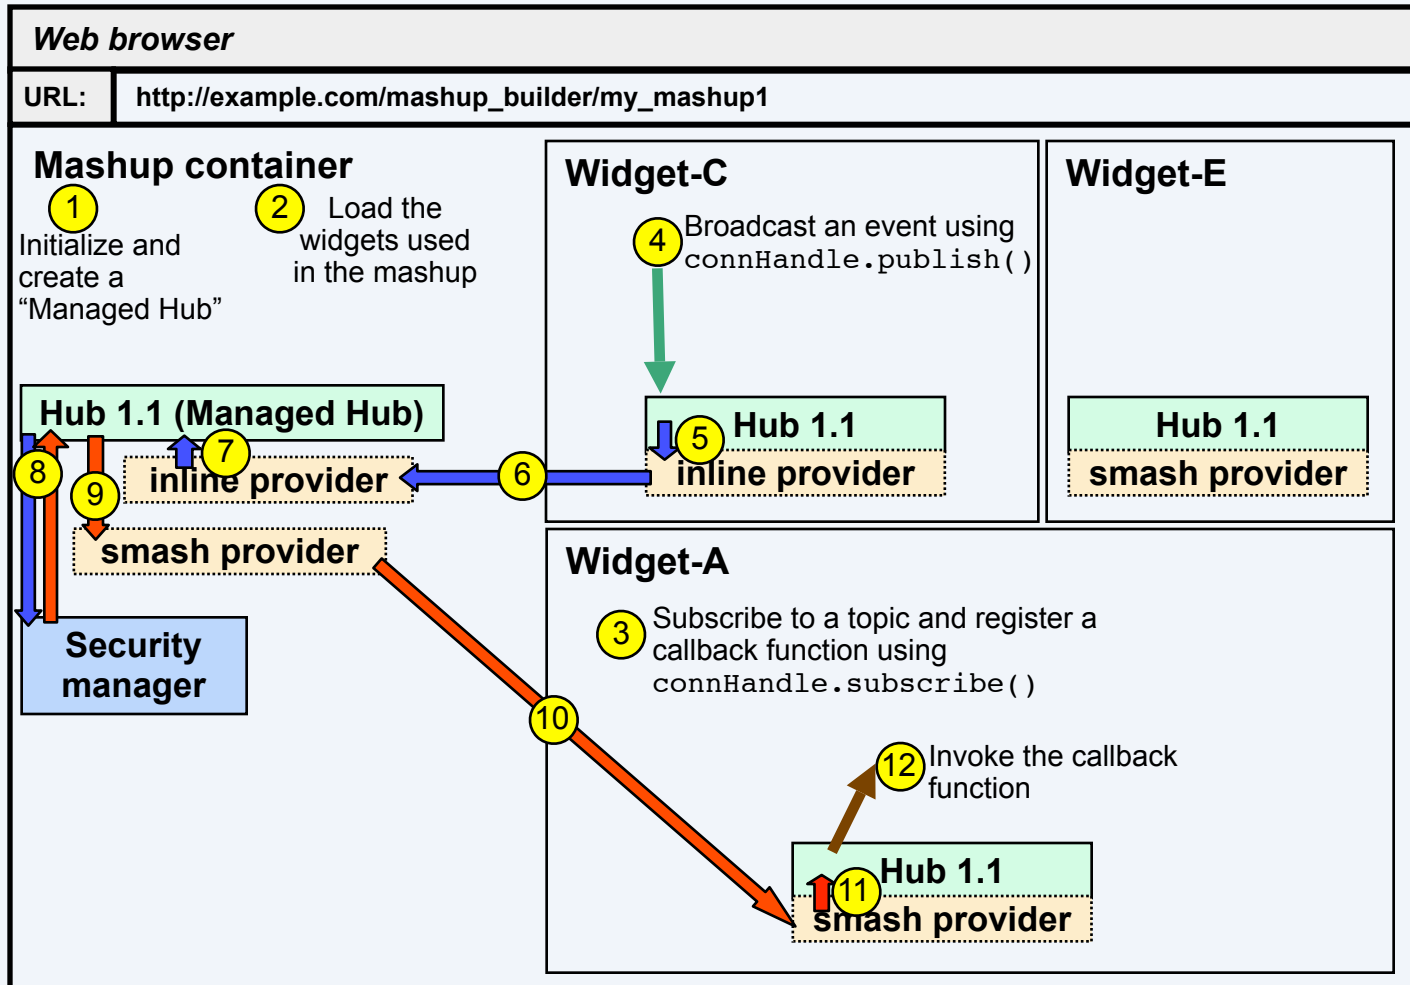 Web browser
URL:
http://example.com/mashup_builder/my_mashup1
Mashup container
1
Initialize and
create a
“Managed Hub”
2
Load the
widgets used
in the mashup
Hub 1.1 (Managed Hub)
7
inline provider
8
9
smash provider
Security
manager
6
Widget-C
4
Broadcast an event using
connHandle.publish()
5
Hub 1.1
inline provider
Widget-E
Hub 1.1
smash provider
Widget-A
3
Subscribe to a topic and register a
callback function using
connHandle.subscribe()
10
12
Invoke the callback
function
Hub 1.1
11
smash provider